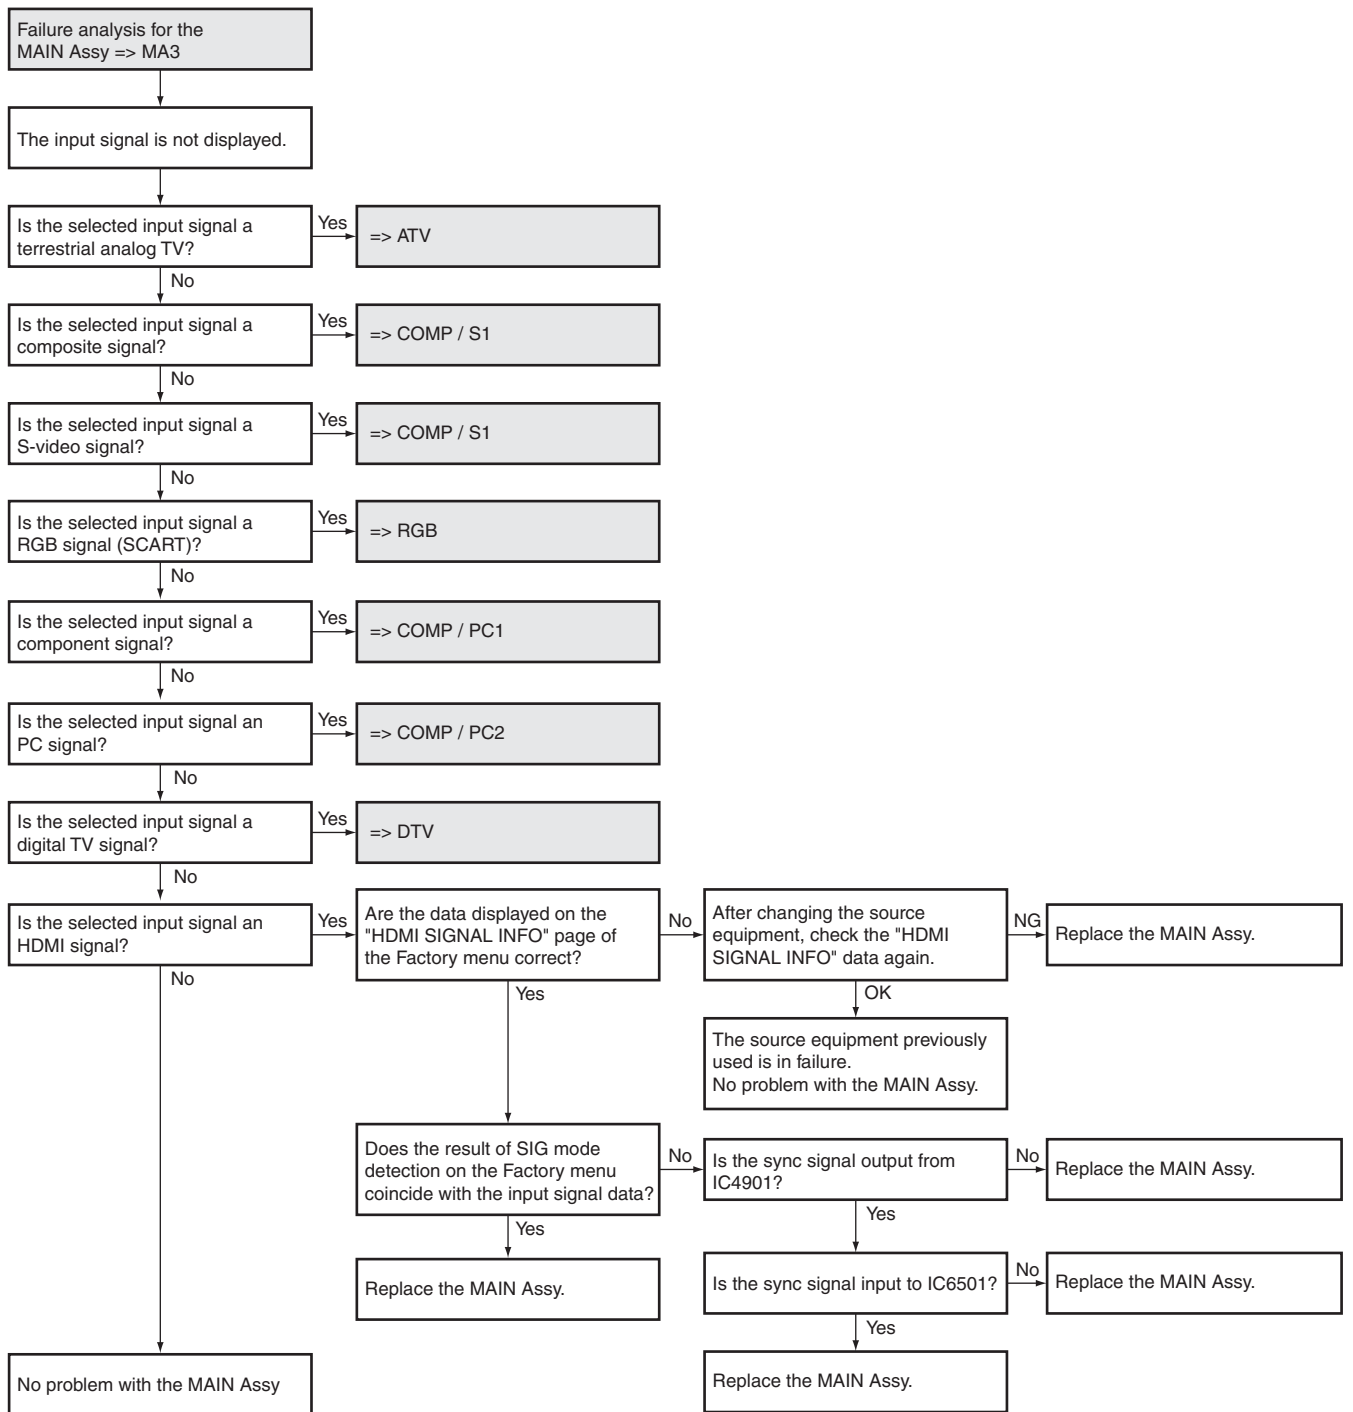 Failure analysis for the
MAIN Assy => MA3
The input signal is not displayed.
Is the selected input signal a
terrestrial analog TV?
Yes
=> ATV
No
Is the selected input signal a
composite signal?
Yes
=> COMP / S1
No
Is the selected input signal a
S-video signal?
Yes
=> COMP / S1
No
Is the selected input signal a
RGB signal (SCART)?
Yes
=> RGB
No
Is the selected input signal a
component signal?
Yes
=> COMP / PC1
No
Is the selected input signal an
PC signal?
Yes
=> COMP / PC2
No
Is the selected input signal a
digital TV signal?
Yes
=> DTV
No
Is the selected input signal an
HDMI signal?
Yes
Are the data displayed on the
"HDMI SIGNAL INFO" page of
the Factory menu correct?
No
After changing the source
equipment, check the "HDMI
SIGNAL INFO" data again.
NG
Replace the MAIN Assy.
No
Yes
OK
The source equipment previously
used is in failure.
No problem with the MAIN Assy.
Does the result of SIG mode
detection on the Factory menu
coincide with the input signal data?
No
Is the sync signal output from
IC4901?
No
Replace the MAIN Assy.
Yes
Yes
Replace the MAIN Assy.
Is the sync signal input to IC6501?
No
Replace the MAIN Assy.
Yes
No problem with the MAIN Assy
Replace the MAIN Assy.